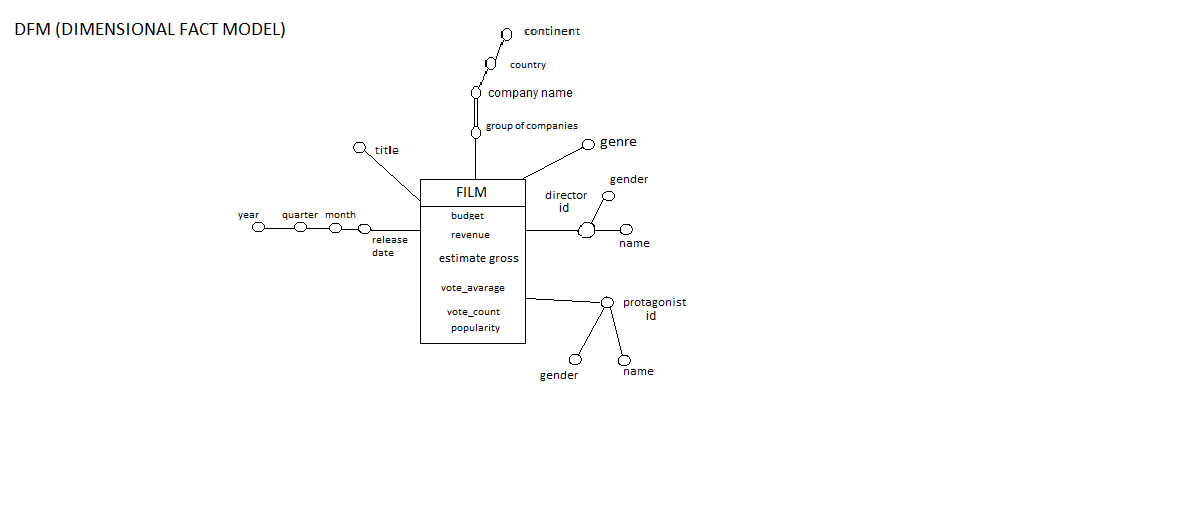 DFM (DIMENSIONAL FACT MODEL)
continent
country
company name
group of companies
title
genre
FILM
gender
director
id
year
quarter
month
budget
revenue
release
date
name
estimate gross
vote_avarage
protagonist
id
vote_count
popularity
gender
name